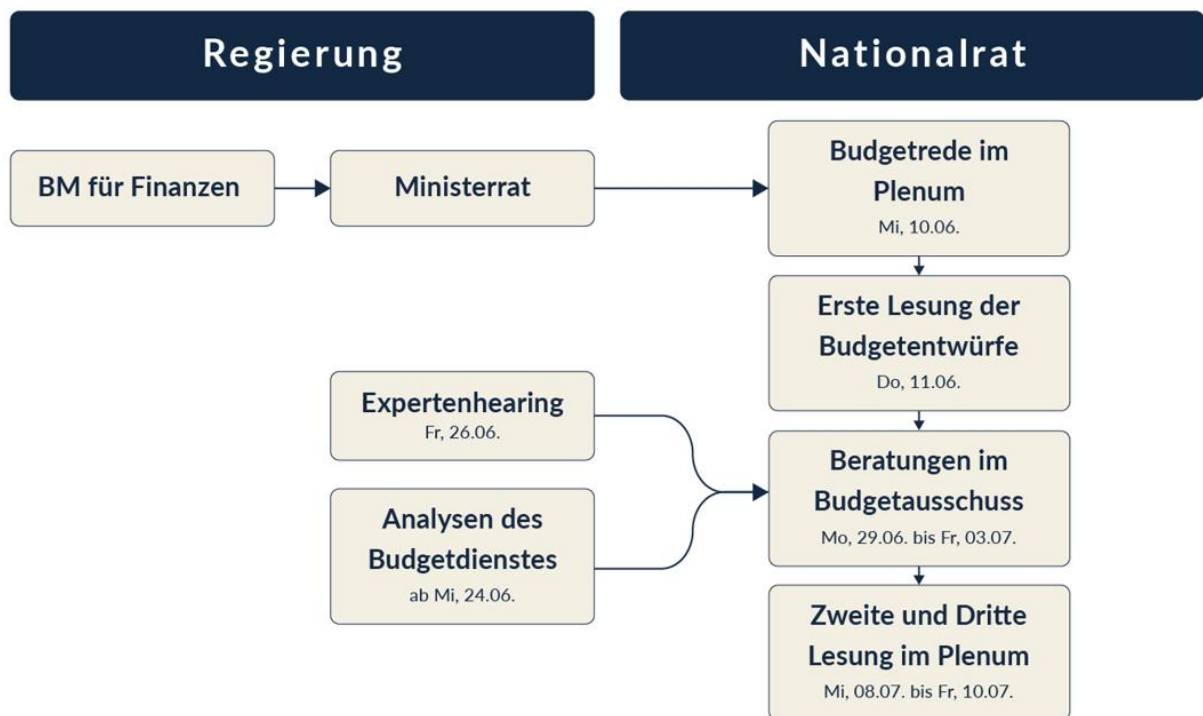 Regierung
Nationalrat
BM für Finanzen
Ministerrat
Budgetrede im
Plenum
Mi, 10.06.
Erste Lesung der
Budgetentwürfe
Do, 11.06.
Expertenhearing
Fr, 26.06.
Analysen des
Budgetdienstes
ab Mi, 24.06.
Beratungen im
Budgetausschuss
Mo, 29.06. bis Fr, 03.07.
Zweite und Dritte
Lesung im Plenum
Mi, 08.07. bis Fr, 10.07.